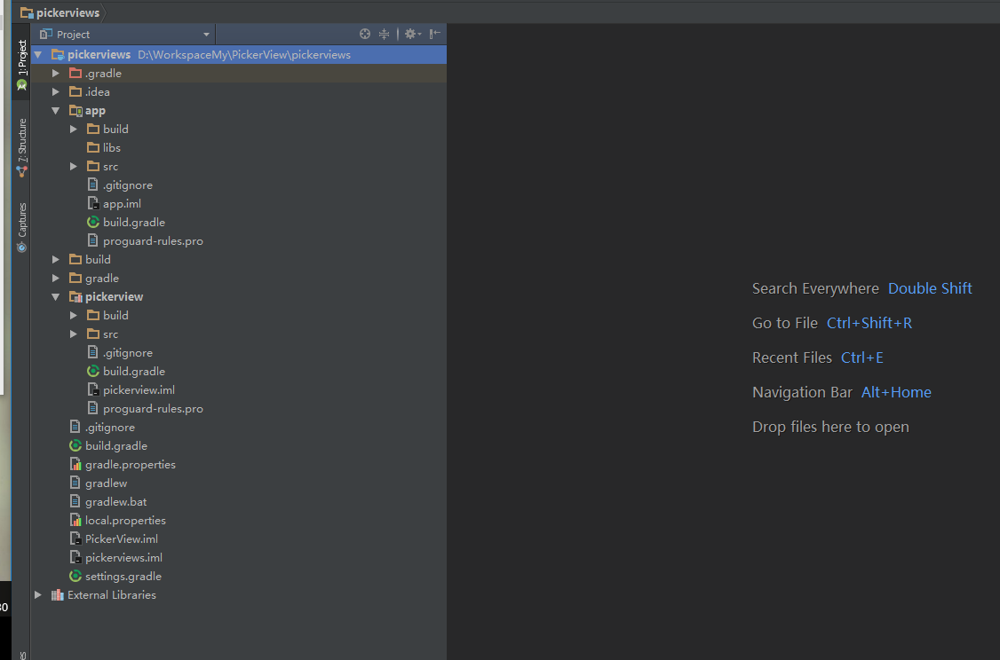 pickerviews
Project
1: Project
7: Structure
Captures
pickerviews D:\WorkspaceMy\PickerView\pickerviews
.gradle
.idea
app
build
libs
src
.gitignore
app.iml
build.gradle
proguard-rules.pro
build
gradle
pickerview
build
src
.gitignore
build.gradle
pickerview.iml
proguard-rules.pro
.gitignore
build.gradle
gradle.properties
gradlew
gradlew.bat
local.properties
PickerView.iml
pickerviews.iml
settings.gradle
External Libraries
Search Everywhere Double Shift
Go to File Ctrl+Shift+R
Recent Files Ctrl+E
Navigation Bar Alt+Home
Drop files here to open